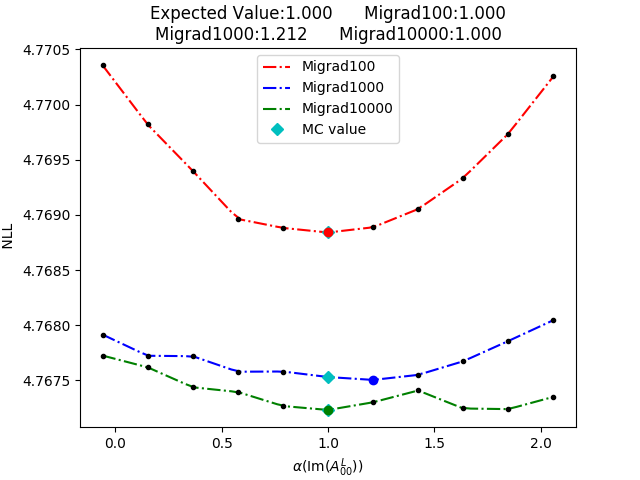 Expected Value:1.000 Migrad100:1.000
Migrad1000:1.212 Migrad10000:1.000
Migrad100
Migrad1000
Migrad10000
MC value
NLL
4.7705
4.7700
4.7695
4.7690
4.7685
4.7680
4.7675
0.0 0.5 1.0 1.5 2.0
α(Im(A₀₀ᴸ))